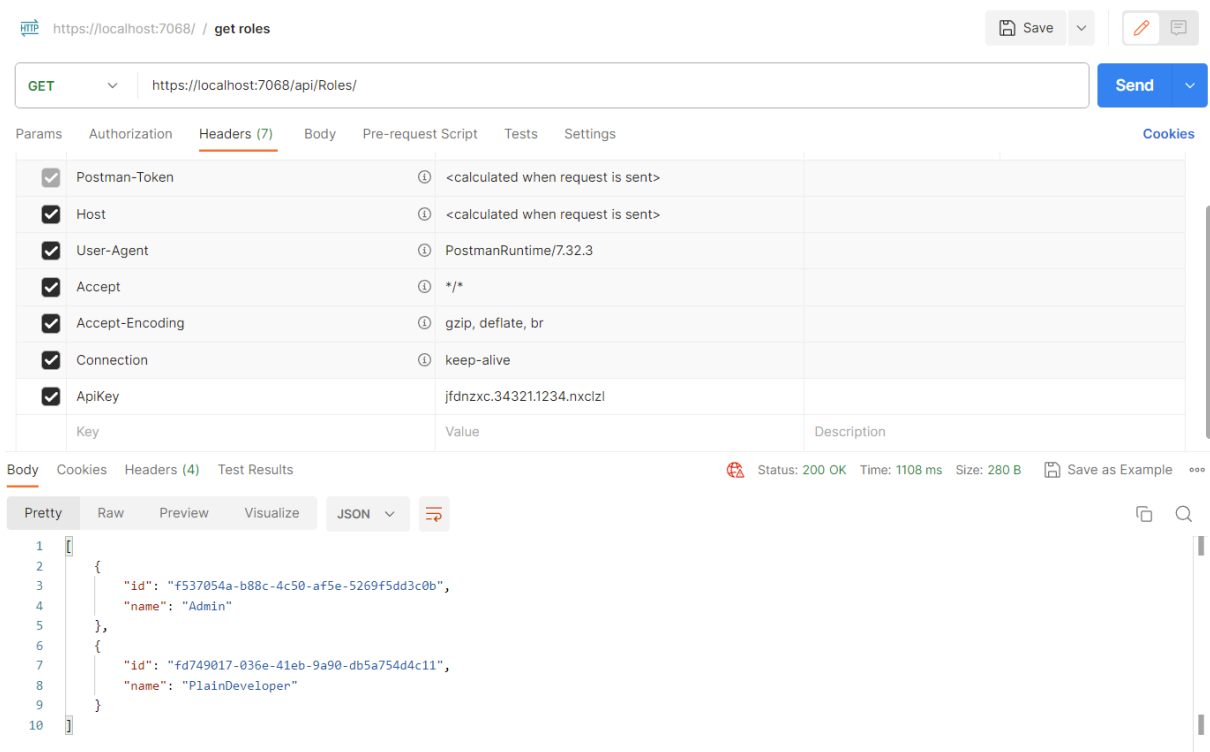 HTTP https://localhost:7068/ / get roles Save
GET https://localhost:7068/api/Roles/ Send
Params Authorization Headers (7) Body Pre-request Script Tests Settings Cookies
Postman-Token <calculated when request is sent>
Host <calculated when request is sent>
User-Agent PostmanRuntime/7.32.3
Accept */*
Accept-Encoding gzip, deflate, br
Connection keep-alive
ApiKey jfdnzxc.34321.1234.nxclzl
Key Value Description
Body Cookies Headers (4) Test Results Status: 200 OK Time: 1108 ms Size: 280 B Save as Example
Pretty Raw Preview Visualize JSON
1 [
2 {
3 "id": "f537054a-b88c-4c50-af5e-5269f5dd3c0b",
4 "name": "Admin"
5 },
6 {
7 "id": "fd749017-036e-41eb-9a90-db5a754d4c11",
8 "name": "PlainDeveloper"
9 }
10 ]